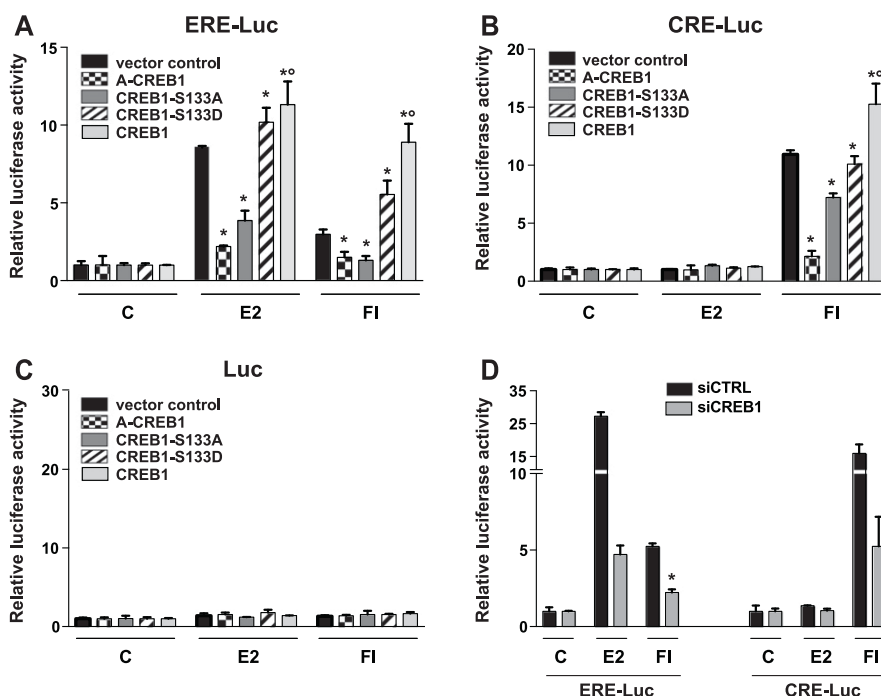 A
ERE-Luc
Relative luciferase activity
15
10
5
0
vector control
A-CREB1
CREB1-S133A
CREB1-S133D
CREB1
*
*
*
*°
*
*
*
*°
C
E2
FI
B
CRE-Luc
Relative luciferase activity
20
15
10
5
0
vector control
A-CREB1
CREB1-S133A
CREB1-S133D
CREB1
*
*
*
*°
C
E2
FI
C
Luc
Relative luciferase activity
30
20
10
0
vector control
A-CREB1
CREB1-S133A
CREB1-S133D
CREB1
C
E2
FI
D
Relative luciferase activity
35
25
15
10
5
0
siCTRL
siCREB1
*
C
E2
FI
C
E2
FI
ERE-Luc
CRE-Luc